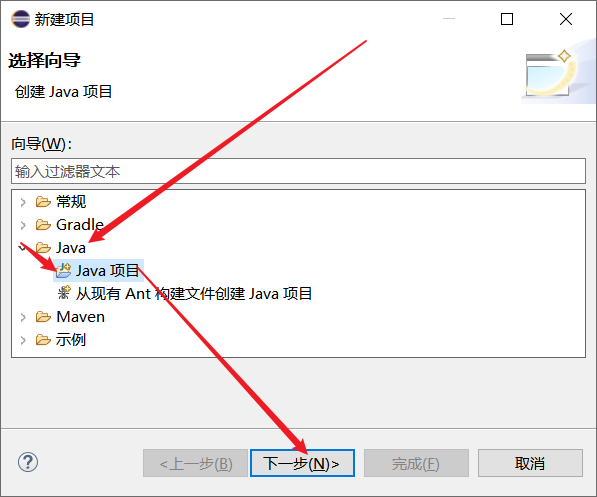 新建项目
选择向导
创建 Java 项目
向导(W):
输入过滤器文本
常规
Gradle
Java
Java 项目
从现有 Ant 构建文件创建 Java 项目
Maven
示例
<上一步(B)
下一步(N)>
完成(F)
取消